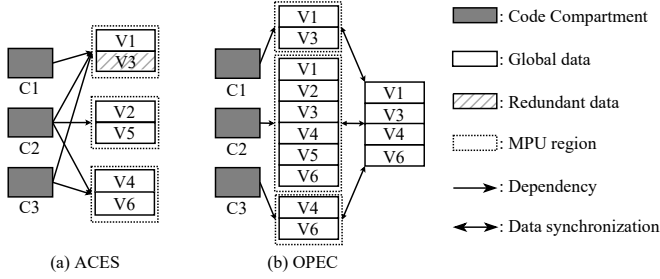 V1
V3
C1
V2
V5
C2
V4
V6
C3
(a) ACES
V1
V3
C1
V1
V2
V3
V4
V5
V6
C2
V4
V6
C3
V1
V3
V4
V6
(b) OPEC
: Code Compartment
: Global data
: Redundant data
: MPU region
: Dependency
: Data synchronization